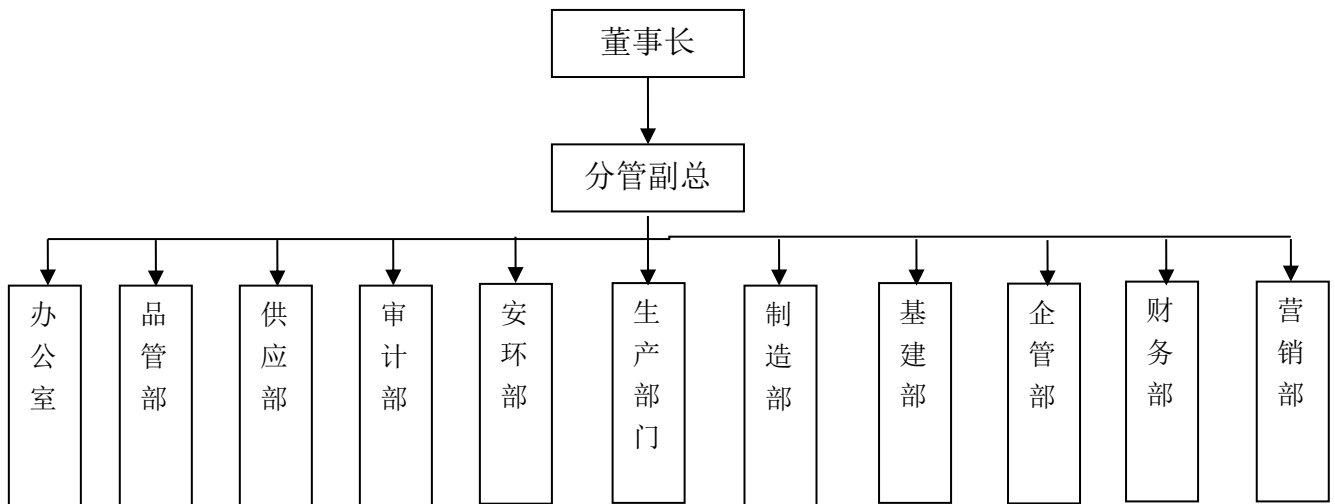 董事长
分管副总
办公室
品管部
供应部
审计部
安环部
生产部门
制造部
基建部
企管部
财务部
营销部